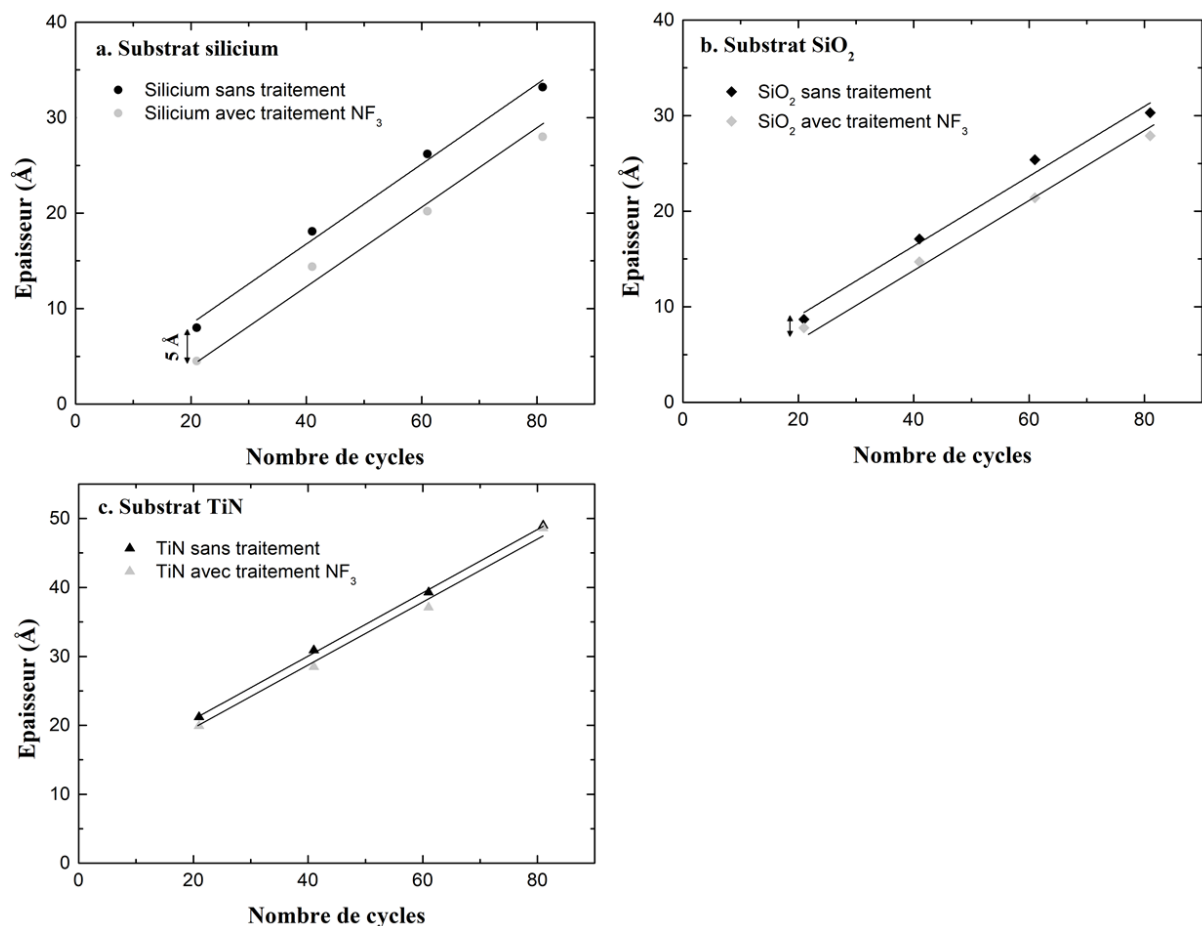 a. Substrat silicium
Silicium sans traitement
Silicium avec traitement NF₃
5 Å
Epaisseur (Å)
40
30
20
10
0
0 20 40 60 80
Nombre de cycles
b. Substrat SiO₂
SiO₂ sans traitement
SiO₂ avec traitement NF₃
Epaisseur (Å)
40
30
20
10
0
0 20 40 60 80
Nombre de cycles
c. Substrat TiN
TiN sans traitement
TiN avec traitement NF₃
Epaisseur (Å)
50
40
30
20
10
0
0 20 40 60 80
Nombre de cycles